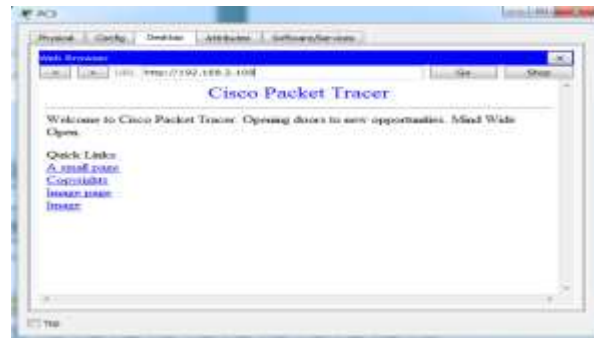 Physical Config Desktop Attributes Software/Services
Web Browser
< > URL Go Stop
Cisco Packet Tracer
Welcome to Cisco Packet Tracer. Opening doors to new opportunities. Mind Wide
Open.
Quick Links
A small page
Copyrights
Image page
Image
Top